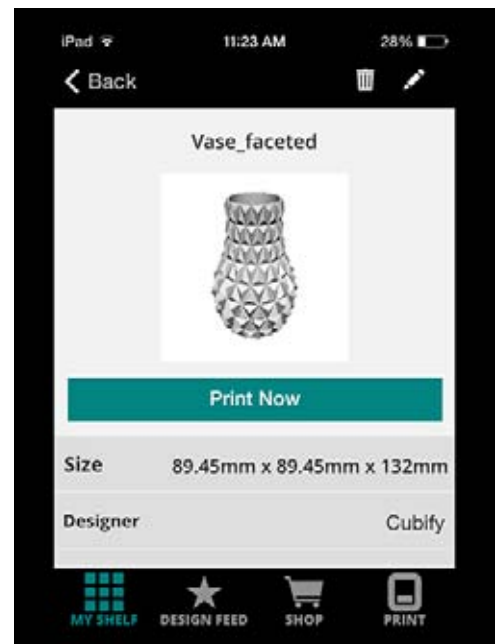 iPad 11:23 AM 28%
Back
Vase_faceted
Print Now
Size 89.45mm x 89.45mm x 132mm
Designer Cubify
MY SHELF DESIGN FEED SHOP PRINT